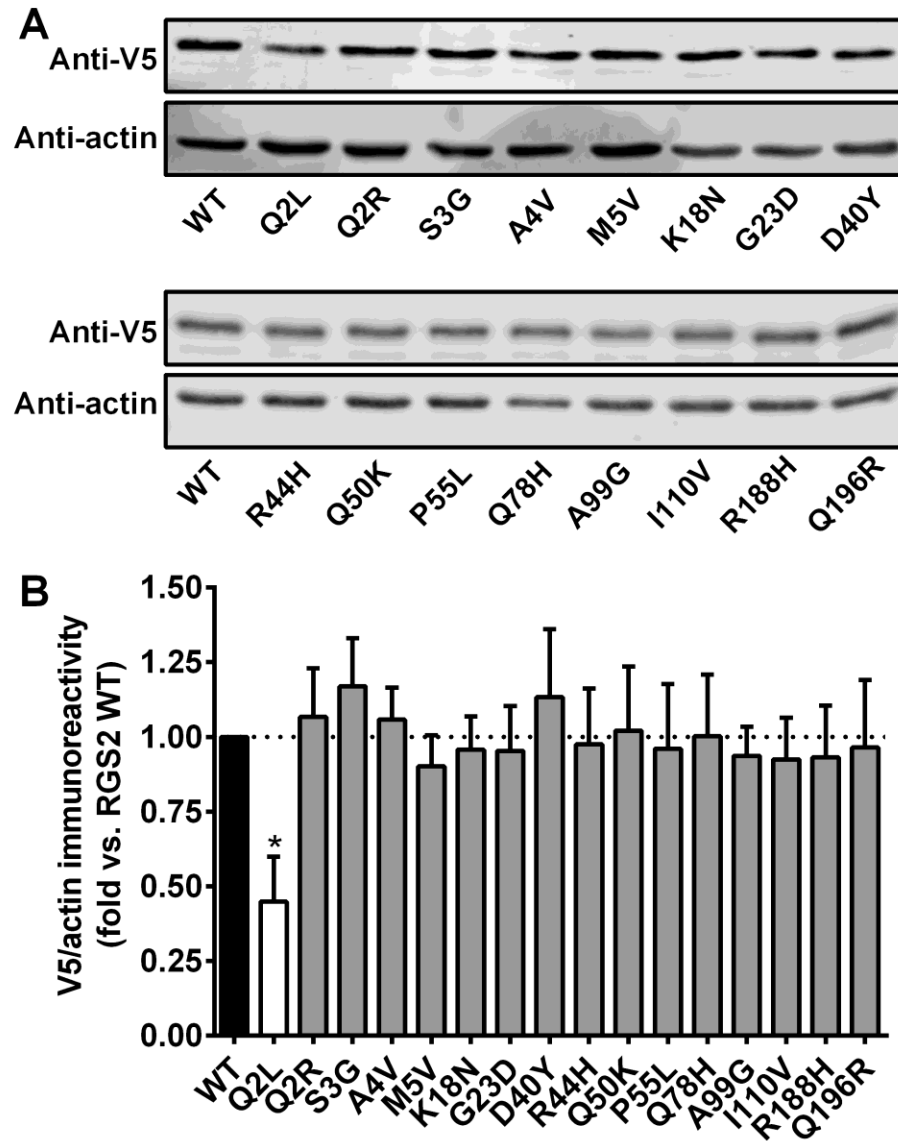 A
Anti-V5
Anti-actin
WT Q2L Q2R S3G A4V M5V K18N G23D D40Y
Anti-V5
Anti-actin
WT R44H Q50K P55L Q78H A99G I110V R188H Q196R
B
V5/actin immunoreactivity
(fold vs. RGS2 WT)
1.50
1.25
1.00
0.75
0.50
0.25
0.00
*
WT Q2L Q2R S3G A4V M5V K18N G23D D40Y R44H Q50K P55L Q78H A99G I110V R188H Q196R